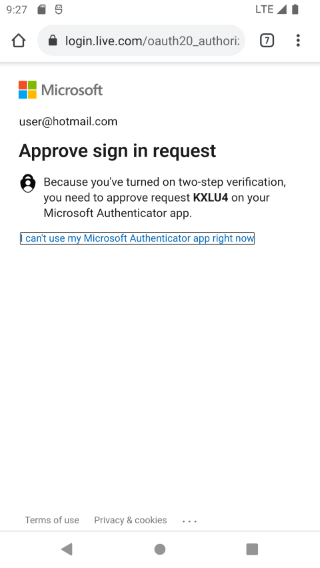 9:27
LTE
login.live.com/oauth20_authori
7
Microsoft
user@hotmail.com
Approve sign in request
Because you've turned on two-step verification,
you need to approve request KXLU4 on your
Microsoft Authenticator app.
I can't use my Microsoft Authenticator app right now
Terms of use Privacy & cookies ...